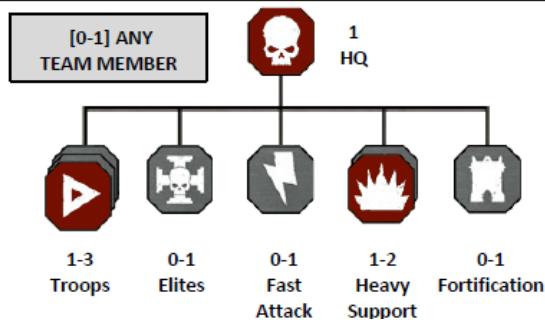 [0-1] ANY
TEAM MEMBER
1
HQ
1-3
Troops
0-1
Elites
0-1
Fast
Attack
1-2
Heavy
Support
0-1
Fortification